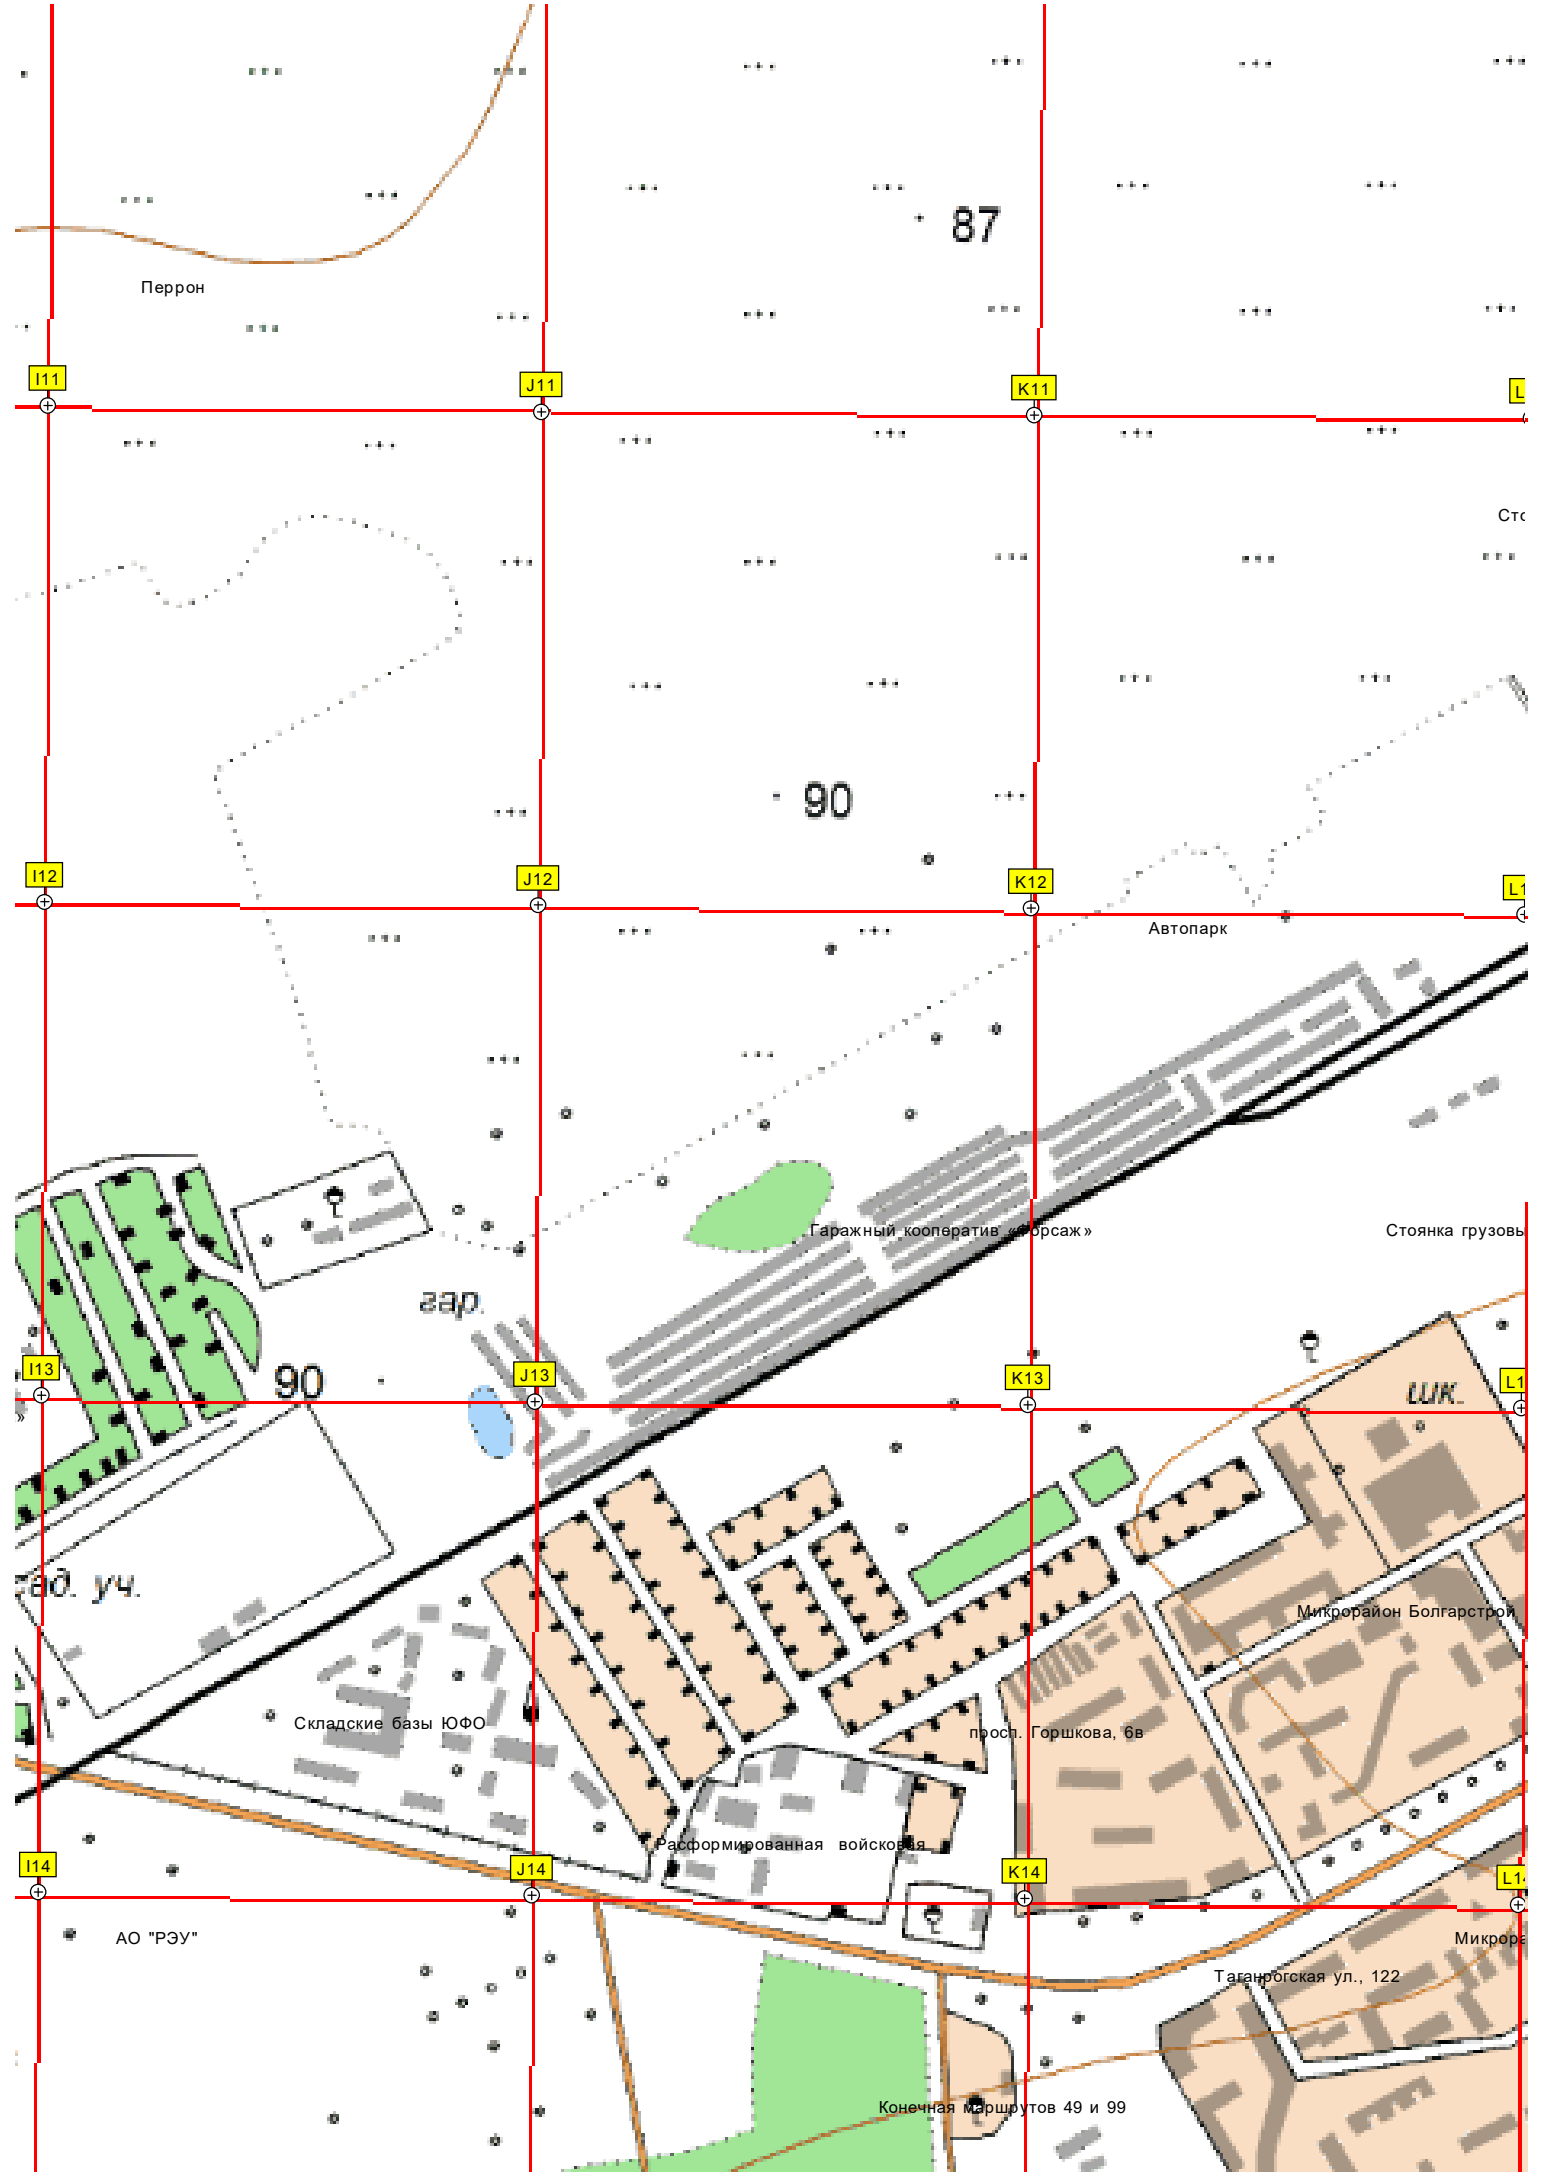 87
Перрон
I11
J11
K11
90
I12
J12
K12
Автопарк
Гаражный кооператив «Форсаж»
Стоянка
гар.
I13
90
J13
K13
шк.
»
уч.
Микрорайон Болгарстрой
Складские базы ЮФО
просп. Горшкова, 6в
Расформированная войсковая
I14
J14
K14
L14
АО "РЭУ"
Таганрогская ул., 122
Конечная маршрутов 49 и 99